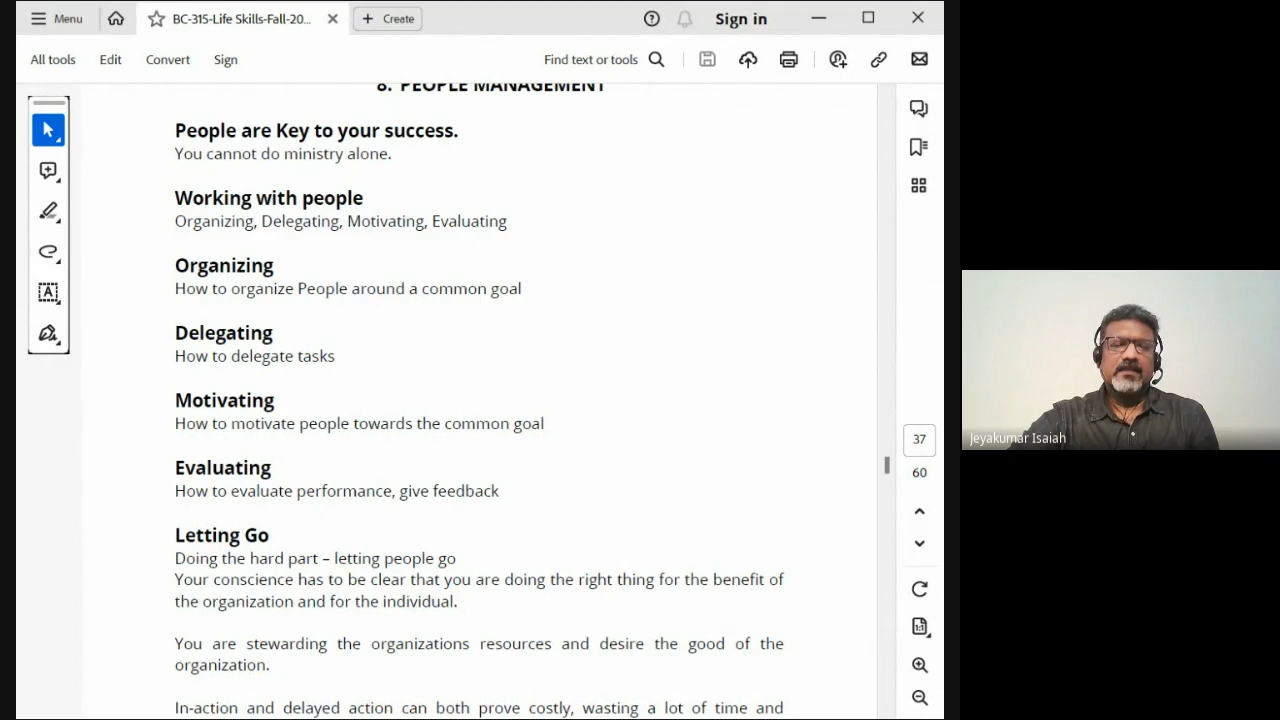 Menu
BC-315-Life Skills-Fall-20...
Create
Sign in
All tools
Edit
Convert
Sign
Find text or tools
8. PEOPLE MANAGEMENT
People are Key to your success.
You cannot do ministry alone.
Working with people
Organizing, Delegating, Motivating, Evaluating
Organizing
How to organize People around a common goal
Delegating
How to delegate tasks
Motivating
How to motivate people towards the common goal
Evaluating
How to evaluate performance, give feedback
Letting Go
Doing the hard part – letting people go
Your conscience has to be clear that you are doing the right thing for the benefit of
the organization and for the individual.
You are stewarding the organizations resources and desire the good of the
organization.
In-action and delayed action can both prove costly, wasting a lot of time and
37
60
Jeyakumar Isaiah